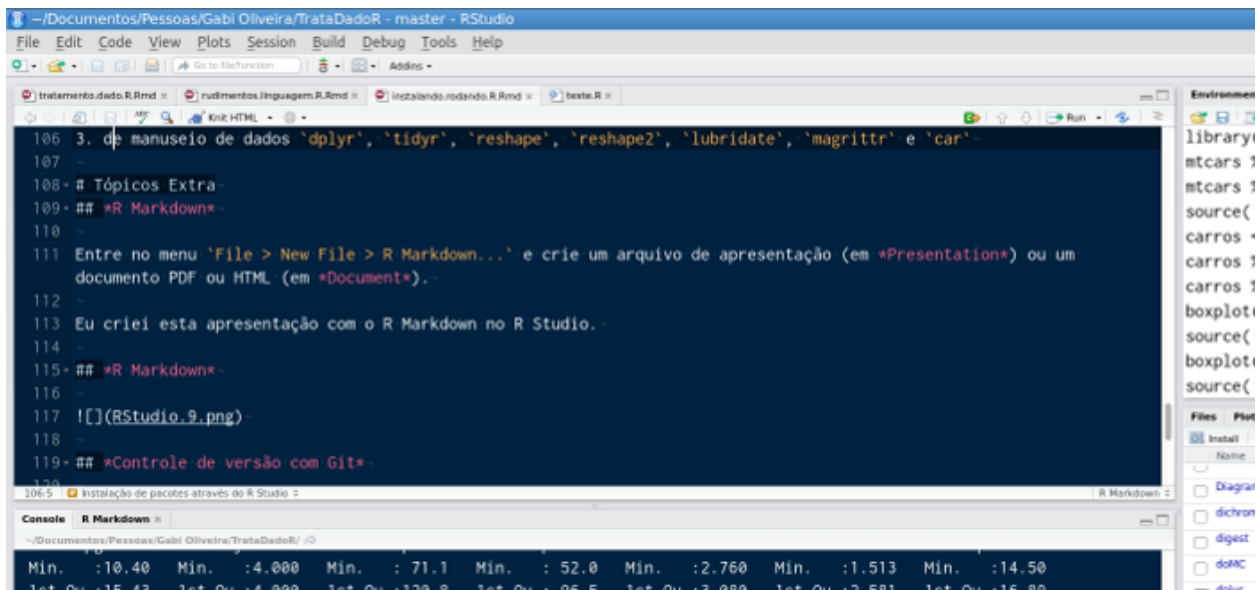 ~/Documentos/Pessoas/Gabi Oliveira/TrataDadoR - master - RStudio
File Edit Code View Plots Session Build Debug Tools Help
Go to file/function Addins
tratamento.dado.R.Rmd × rudimentos.linguagem.R.Rmd × instalando.rodando.R.Rmd × teste.R ×
Knit HTML Run
106 3. de manuseio de dados `dplyr`, `tidyr`, `reshape`, `reshape2`, `lubridate`, `magrittr` e `car`
107
108 # Tópicos Extra
109 ## *R Markdown*
110
111 Entre no menu `File > New File > R Markdown...` e crie um arquivo de apresentação (em *Presentation*) ou um
documento PDF ou HTML (em *Document*).
112
113 Eu criei esta apresentação com o R Markdown no R Studio.
114
115 ## *R Markdown*
116
117 ![](RStudio.9.png)
118
119 ## *Controle de versão com Git*
106:5 Instalação de pacotes através do R Studio R Markdown
Console R Markdown ×
~/Documentos/Pessoas/Gabi Oliveira/TrataDadoR/
Min. :10.40 Min. :4.000 Min. : 71.1 Min. : 52.0 Min. :2.760 Min. :1.513 Min. :14.50
Environmen
library(
mtcars %
mtcars %
source(
carros <
carros %
carros %
boxplot(
source(
boxplot(
source(
Files Plot
Install
Name
Diagram
dichrom
digest
doMC